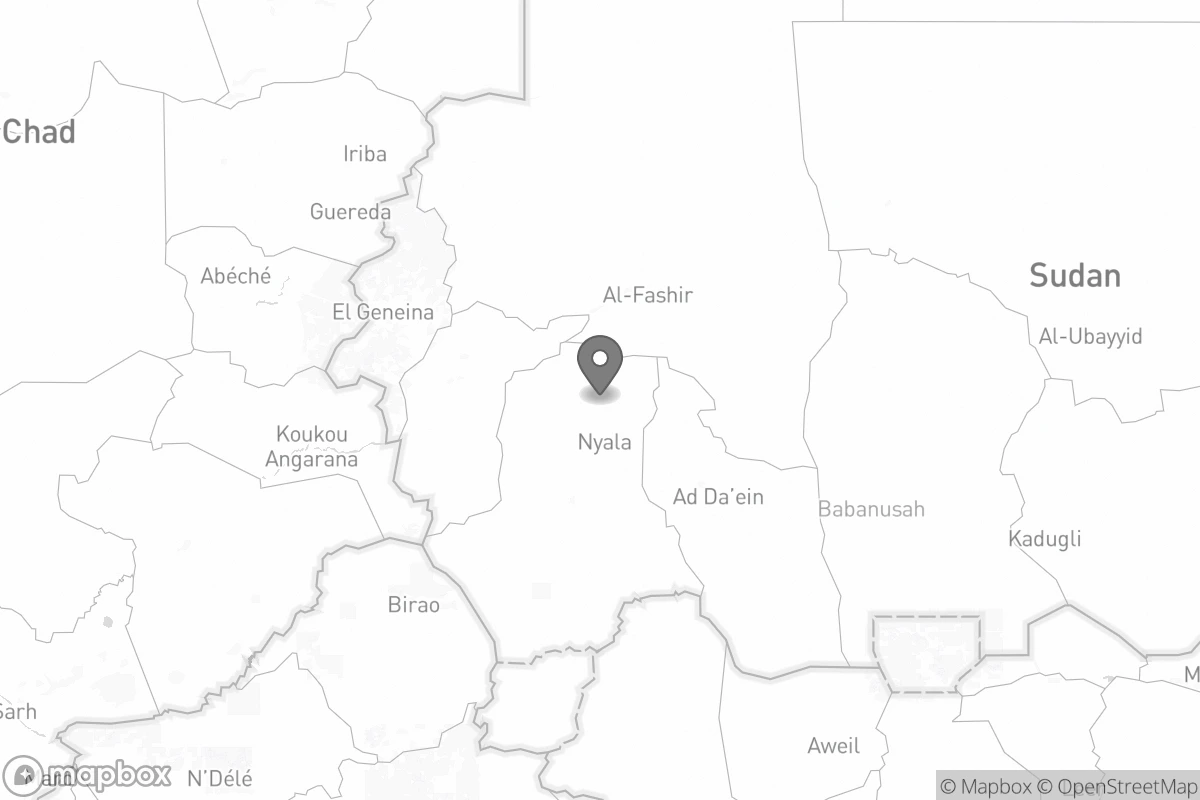 Chad
Iriba
Guereda
Abéché
Al-Fashir
Sudan
El Geneina
Al-Ubayyid
Koukou
Angarana
Nyala
Ad Da'ein
Babanusah
Kadugli
Birao
M
Sarh
Aweil
N'Délé
mapbox
© Mapbox © OpenStreetMap